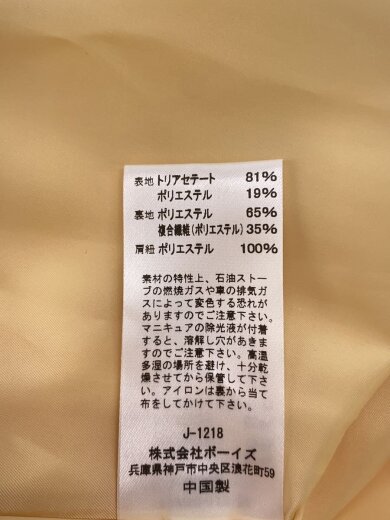 表地 トリアセテート 81%
ポリエステル 19%
裏地 ポリエステル 65%
複合繊維(ポリエステル) 35%
肩紐 ポリエステル 100%
素材の特性上、石油ストー
ブの燃焼ガスや車の排気ガ
スによって変色する恐れが
ありますのでご注意下さい。
マニキュアの除光液が付着
すると、溶解し穴があきま
すのでご注意下さい。高温
多湿の場所を避け、十分乾
燥させてから保管して下さ
い。アイロンは裏から当て
布をしてかけて下さい。
J-1218
株式会社ボーイズ
兵庫県神戸市中央区浪花町59
中国製